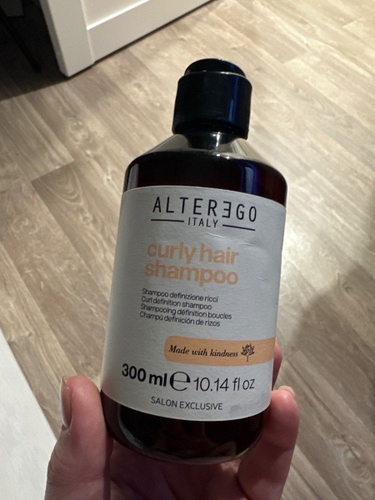 ALTERƎGO
ITALY
curly hair
shampoo
Shampoo definizione ricci
Curl definition shampoo
Shampooing définition boucles
Champú definición de rizos
Made with kindness
300 ml ℮ 10.14 fl oz
SALON EXCLUSIVE